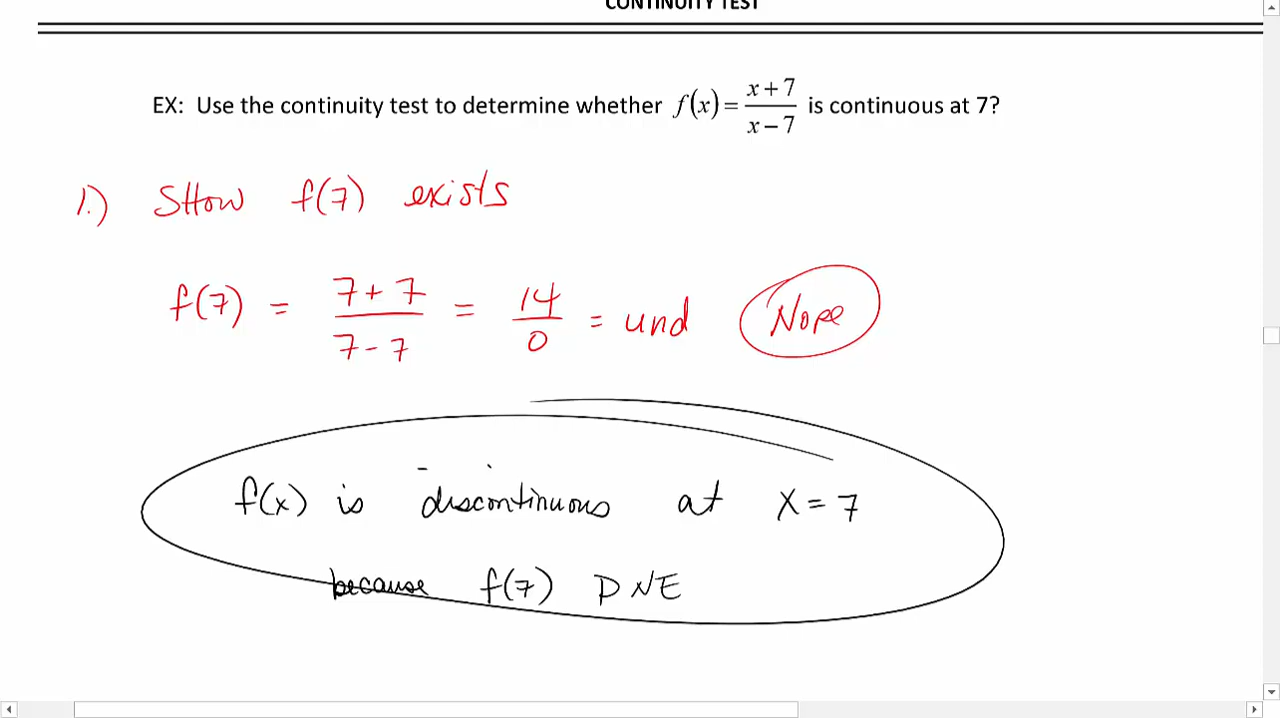 CONTINUITY TEST
EX: Use the continuity test to determine whether f(x) = (x + 7)/(x − 7) is continuous at 7?
1.) SHow f(7) exists
f(7) = (7 + 7)/(7 - 7) = 14/0 = und Nope
f(x) is discontinuous at X = 7
because f(7) DNE